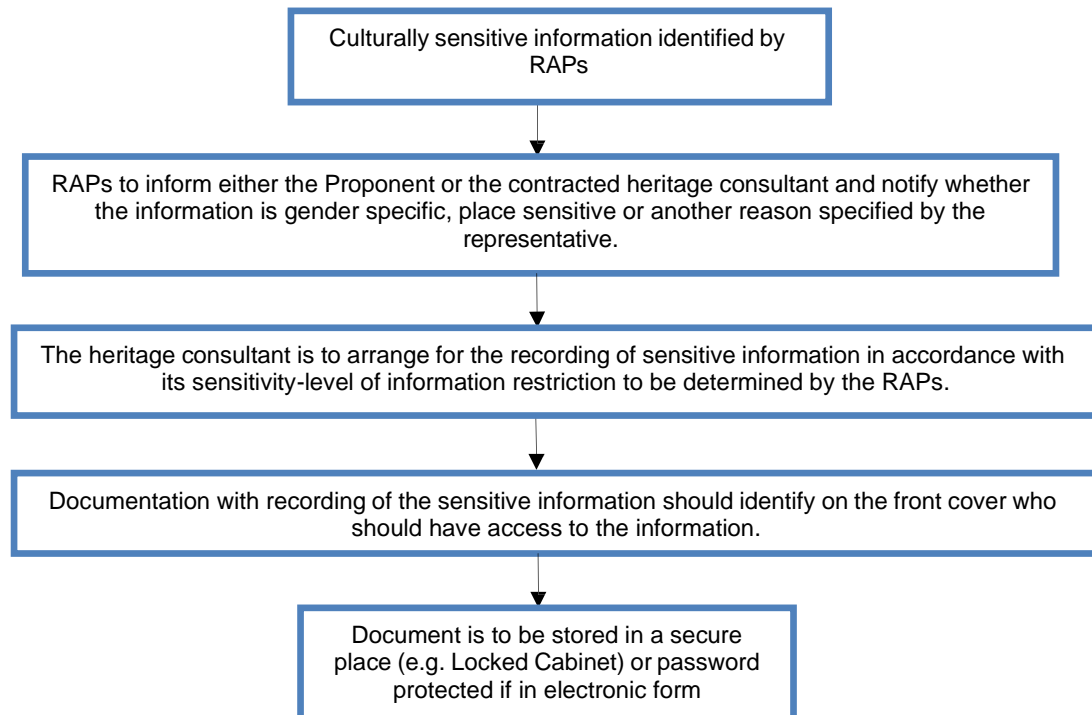 Culturally sensitive information identified by
RAPs
RAPs to inform either the Proponent or the contracted heritage consultant and notify whether
the information is gender specific, place sensitive or another reason specified by the
representative.
The heritage consultant is to arrange for the recording of sensitive information in accordance with
its sensitivity-level of information restriction to be determined by the RAPs.
Documentation with recording of the sensitive information should identify on the front cover who
should have access to the information.
Document is to be stored in a secure
place (e.g. Locked Cabinet) or password
protected if in electronic form